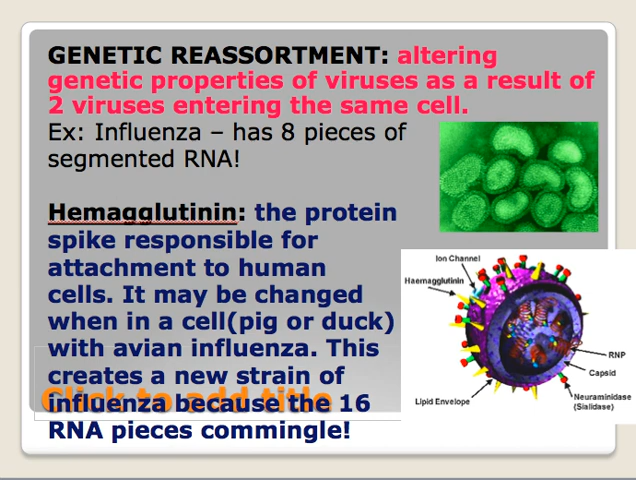 GENETIC REASSORTMENT: altering
genetic properties of viruses as a result of
2 viruses entering the same cell.
Ex: Influenza – has 8 pieces of
segmented RNA!
Hemagglutinin: the protein
spike responsible for
attachment to human
cells. It may be changed
when in a cell(pig or duck)
with avian influenza. This
creates a new strain of
influenza because the 16
RNA pieces commingle!
Click to add title
Ion Channel
Haemagglutinin
RNP
Capsid
Neuraminidase
(Sialidase)
Lipid Envelope